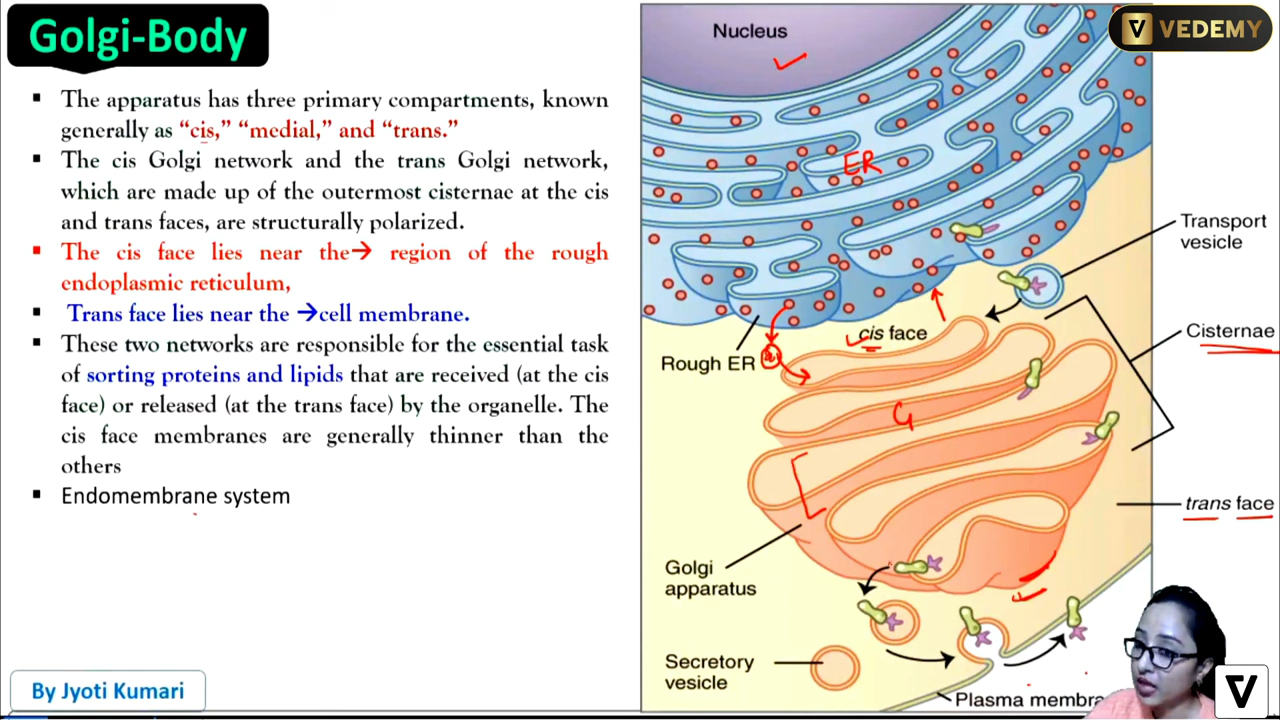 Golgi-Body
VEDEMY
▪ The apparatus has three primary compartments, known
generally as “cis,” “medial,” and “trans.”
▪ The cis Golgi network and the trans Golgi network,
which are made up of the outermost cisternae at the cis
and trans faces, are structurally polarized.
▪ The cis face lies near the→ region of the rough
endoplasmic reticulum,
▪ Trans face lies near the →cell membrane.
▪ These two networks are responsible for the essential task
of sorting proteins and lipids that are received (at the cis
face) or released (at the trans face) by the organelle. The
cis face membranes are generally thinner than the
others
▪ Endomembrane system
By Jyoti Kumari
Nucleus
ER
Transport
vesicle
cis face
Cisternae
Rough ER
G
trans face
Golgi
apparatus
Secretory
vesicle
Plasma membra